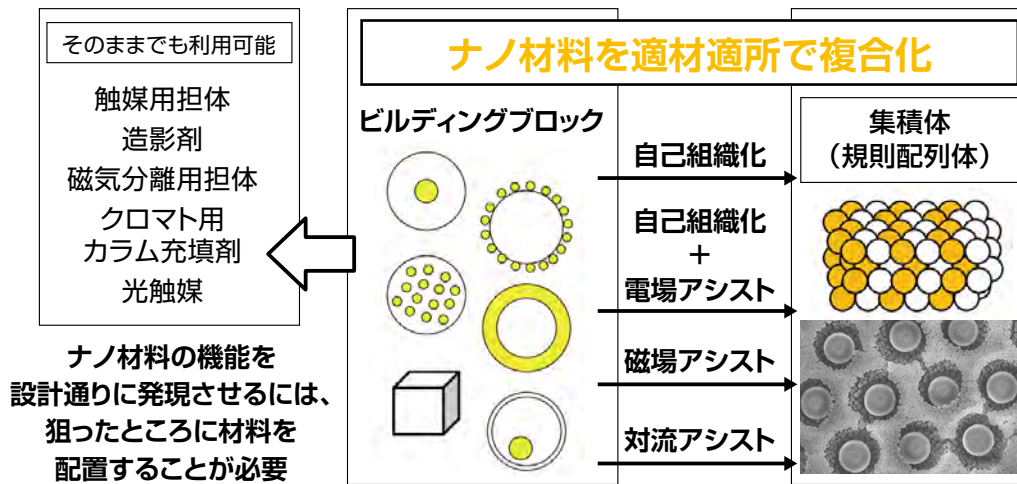 そのままでも利用可能
触媒用担体
造影剤
磁気分離用担体
クロマト用
カラム充填剤
光触媒
ナノ材料の機能を
設計通りに発現させるには、
狙ったところに材料を
配置することが必要
ナノ材料を適材適所で複合化
ビルディングブロック
自己組織化
自己組織化
+
電場アシスト
磁場アシスト
対流アシスト
集積体
（規則配列体）